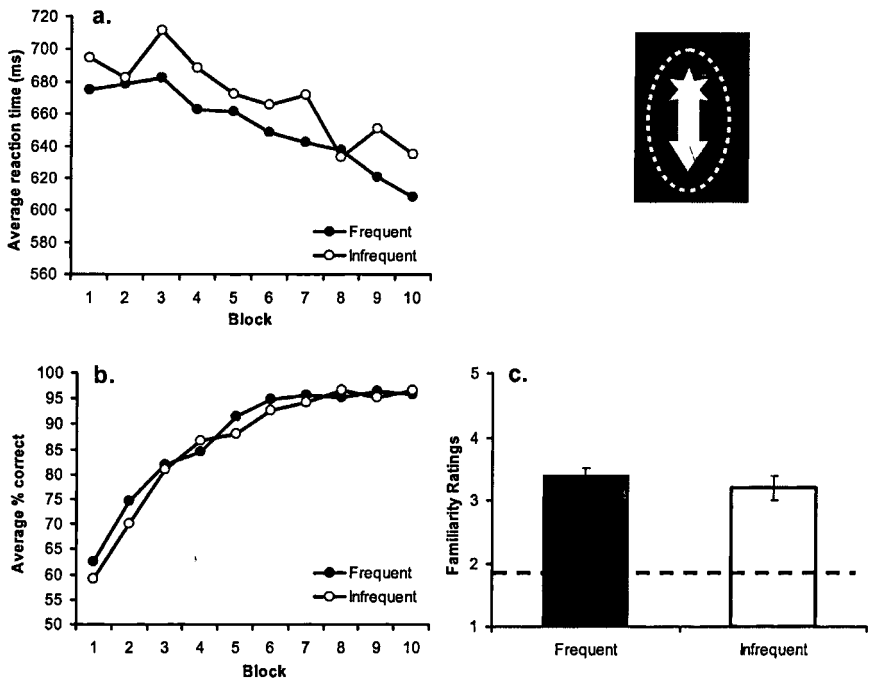 a.
720
700
680
660
640
620
600
580
560
Average reaction time (ms)
Frequent
Infrequent
1 2 3 4 5 6 7 8 9 10
Block
b.
100
95
90
85
80
75
70
65
60
55
50
Average % correct
Frequent
Infrequent
1 2 3 4 5 6 7 8 9 10
Block
c.
5
4
3
2
1
Familiarity Ratings
Frequent Infrequent